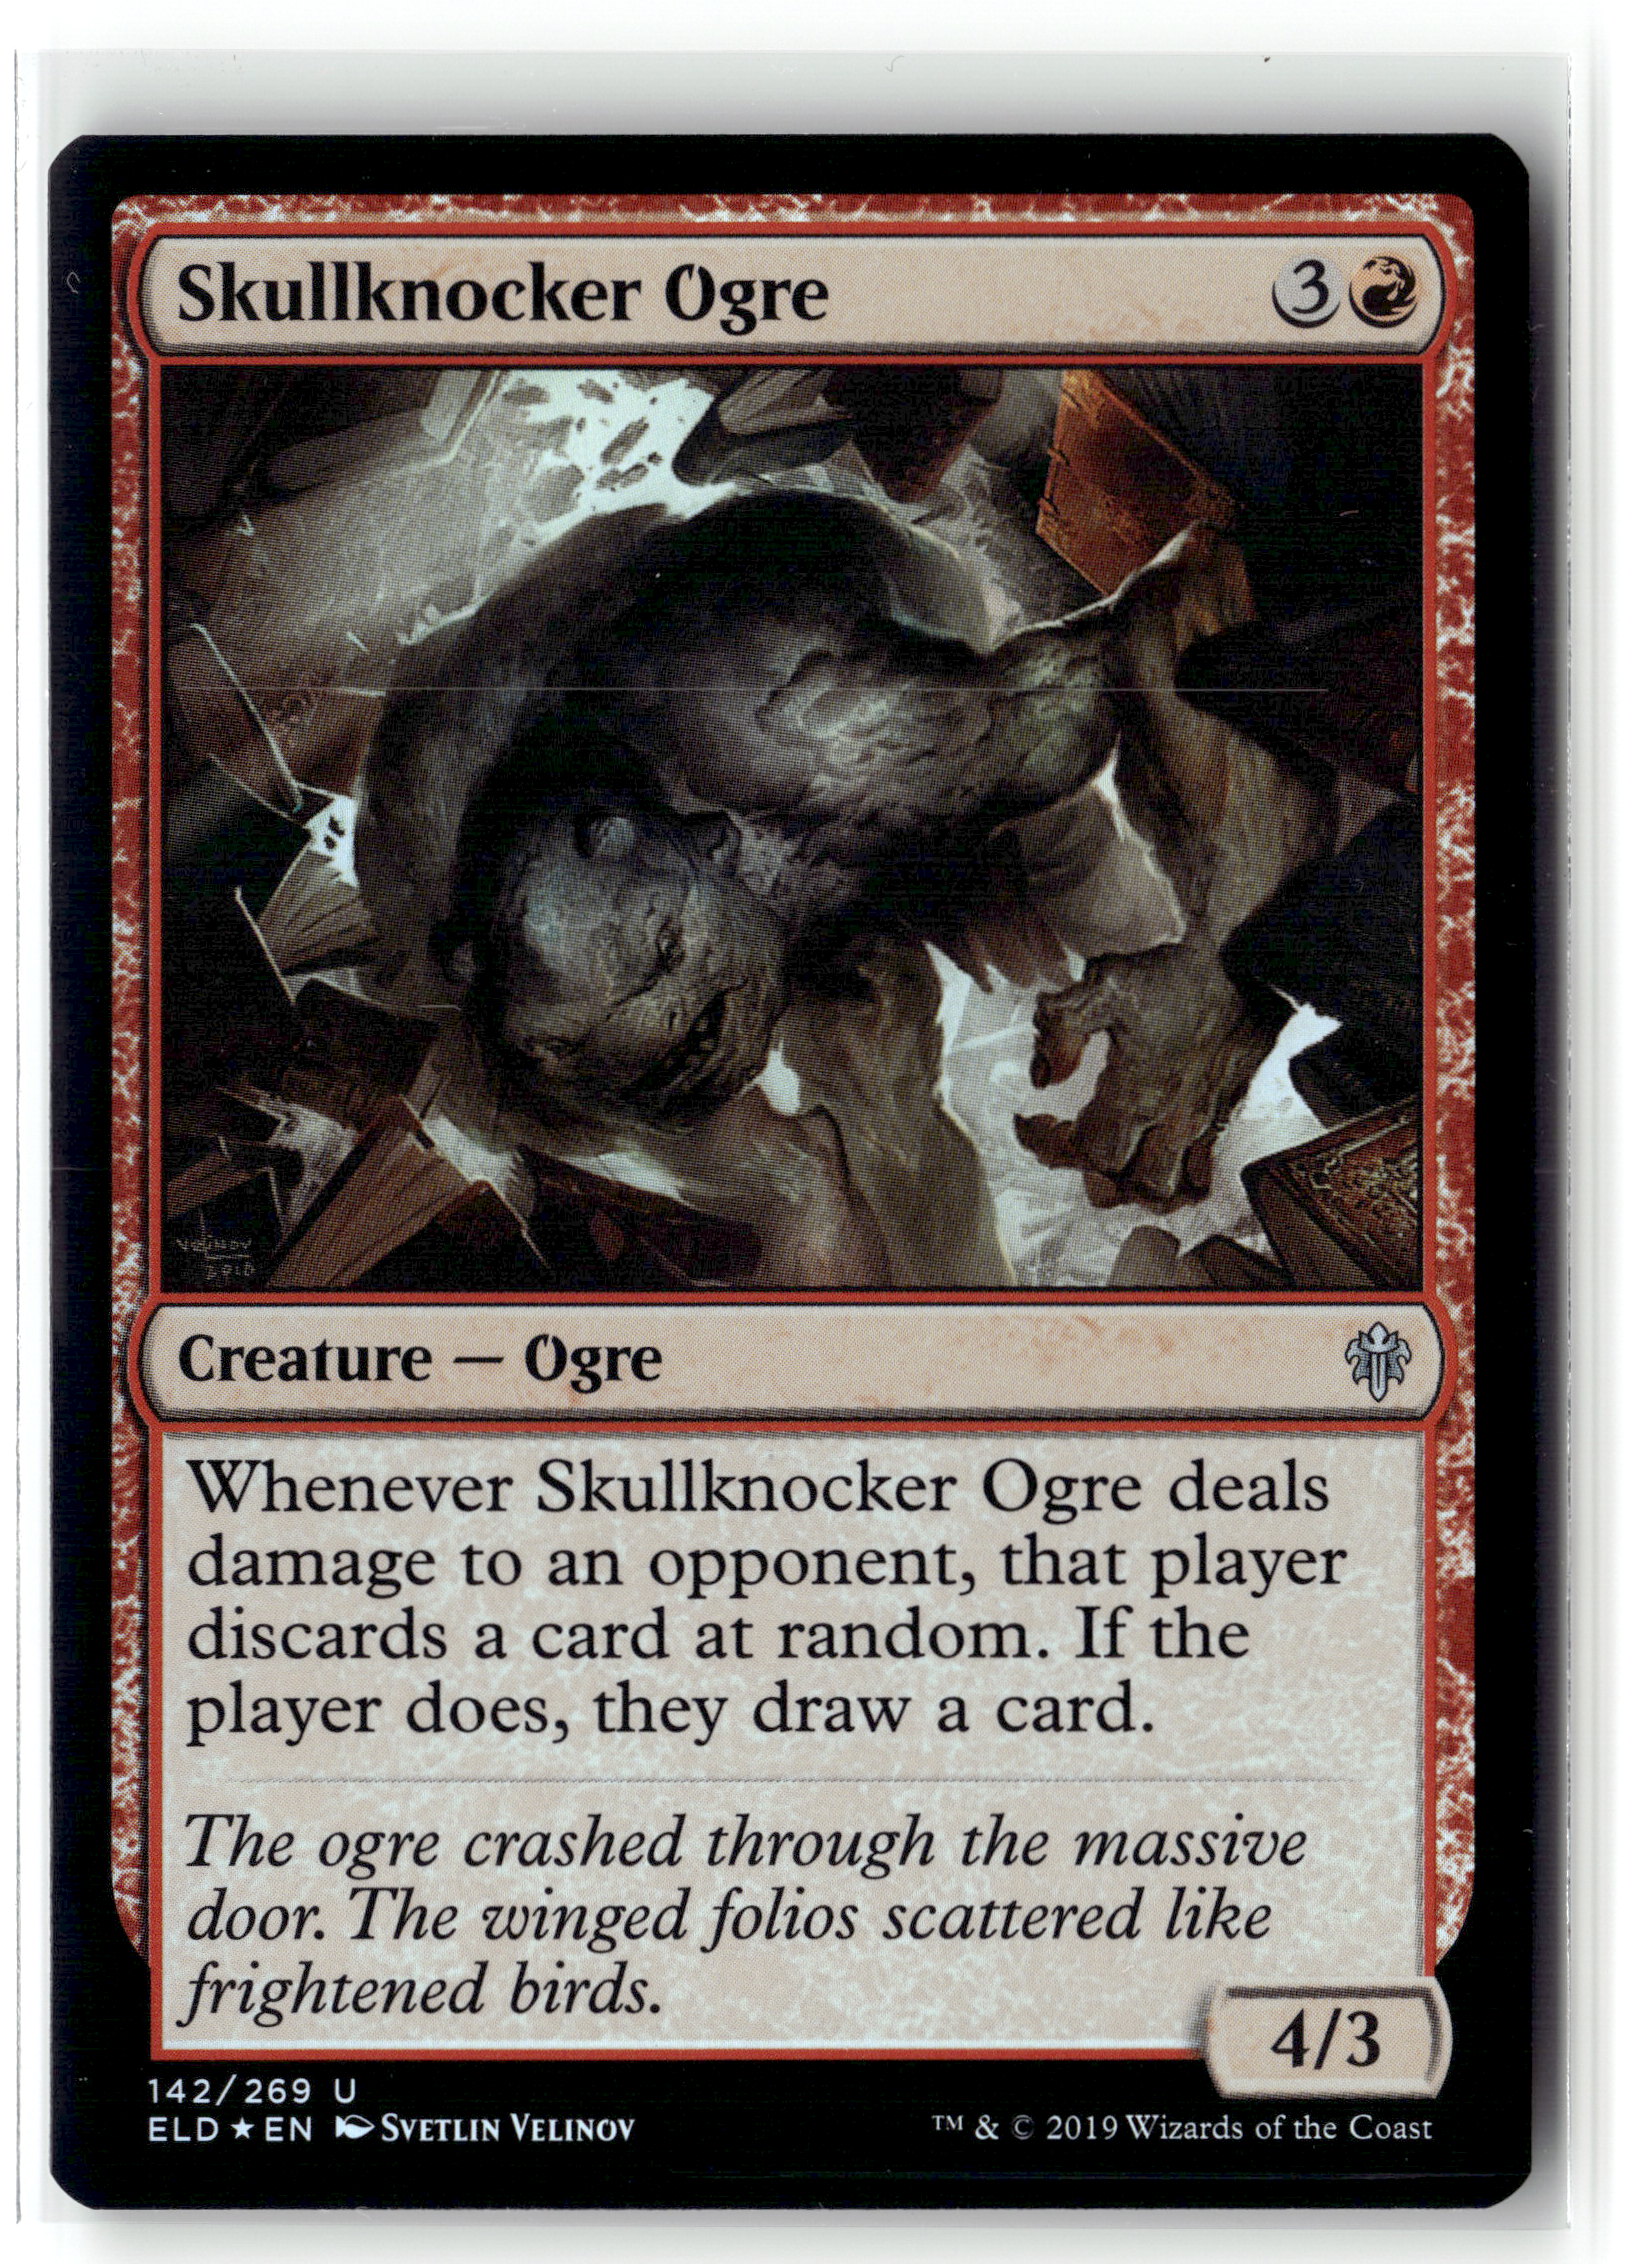 Skullknocker Ogre 3
Creature — Ogre
Whenever Skullknocker Ogre deals
damage to an opponent, that player
discards a card at random. If the
player does, they draw a card.
The ogre crashed through the massive
door. The winged folios scattered like
frightened birds.
4/3
142/269 U
ELD ★ EN SVETLIN VELINOV
™ & © 2019 Wizards of the Coast